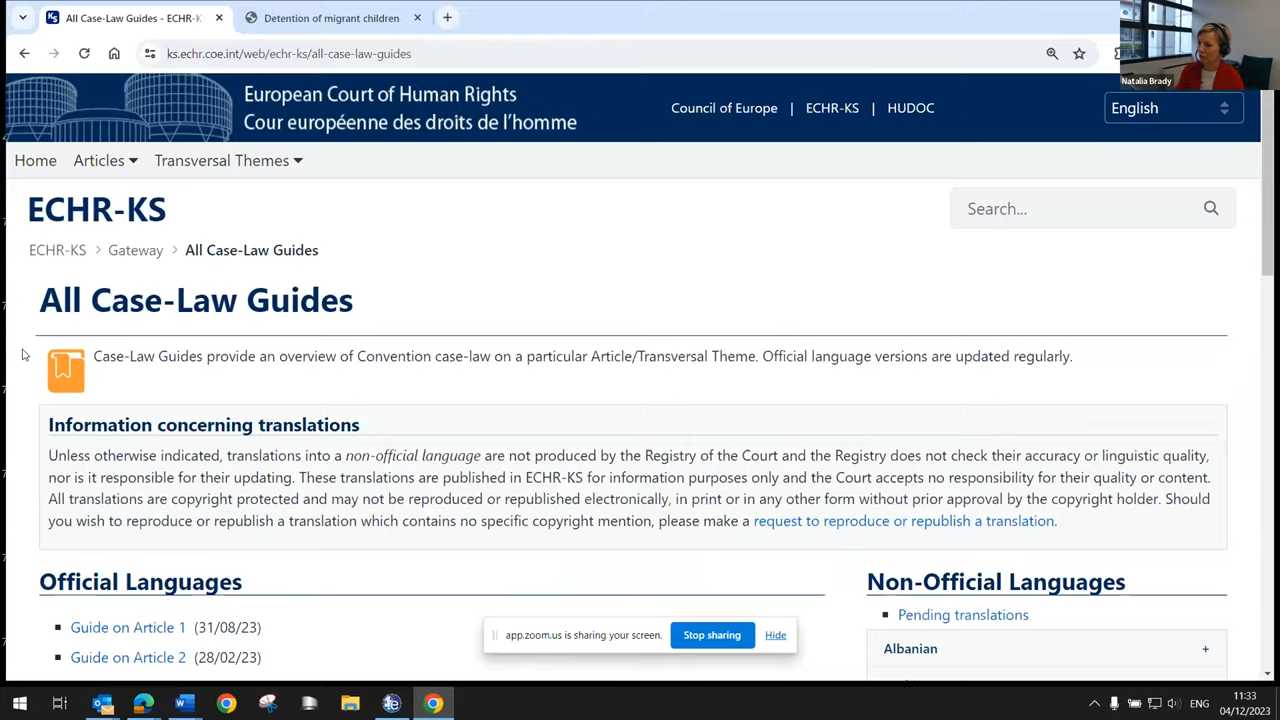 All Case-Law Guides - ECHR-K
Detention of migrant children
ks.echr.coe.int/web/echr-ks/all-case-law-guides
Natalia Brady
European Court of Human Rights
Cour européenne des droits de l'homme
Council of Europe | ECHR-KS | HUDOC
English
Home Articles Transversal Themes
ECHR-KS
Search...
ECHR-KS > Gateway > All Case-Law Guides
All Case-Law Guides
Case-Law Guides provide an overview of Convention case-law on a particular Article/Transversal Theme. Official language versions are updated regularly.
Information concerning translations
Unless otherwise indicated, translations into a non-official language are not produced by the Registry of the Court and the Registry does not check their accuracy or linguistic quality,
nor is it responsible for their updating. These translations are published in ECHR-KS for information purposes only and the Court accepts no responsibility for their quality or content.
All translations are copyright protected and may not be reproduced or republished electronically, in print or in any other form without prior approval by the copyright holder. Should
you wish to reproduce or republish a translation which contains no specific copyright mention, please make a request to reproduce or republish a translation.
Official Languages
Guide on Article 1 (31/08/23)
Guide on Article 2 (28/02/23)
Non-Official Languages
Pending translations
Albanian +
app.zoom.us is sharing your screen. Stop sharing Hide
ENG
11:33
04/12/2023